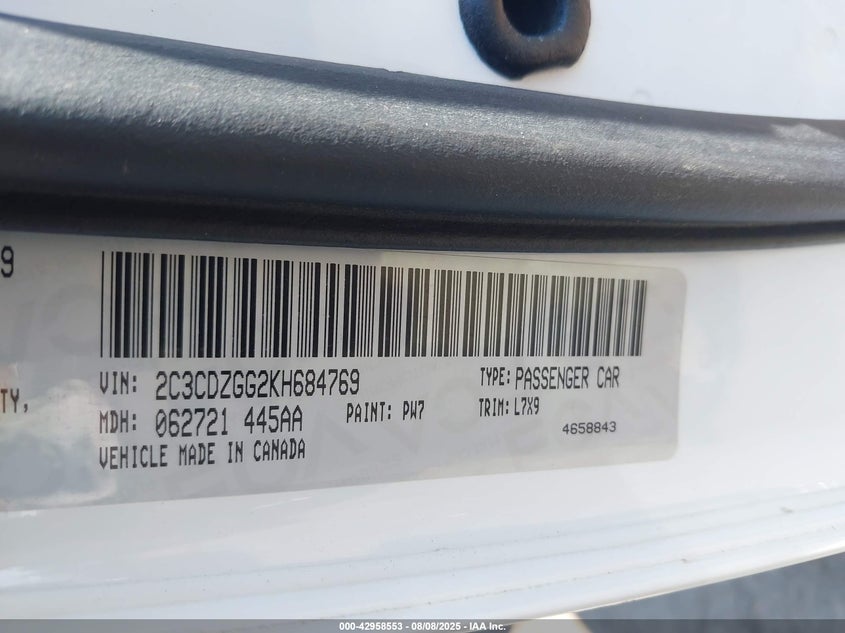 9
TY,
VIN: 2C3CDZGG2KH684769 TYPE: PASSENGER CAR
MDH: 062721 445AA PAINT: PW7 TRIM: L7X9
VEHICLE MADE IN CANADA 4658843
000-42958553 - 08/08/2025 - IAA Inc.